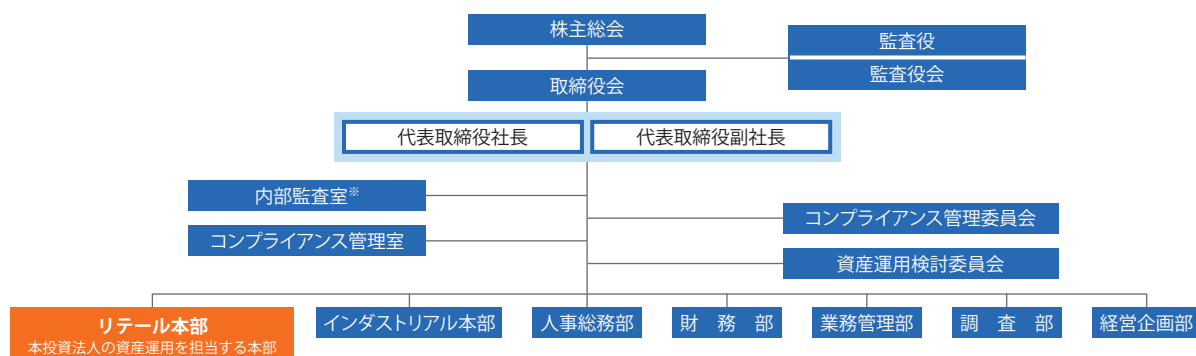 株主総会
監査役
監査役会
取締役会
代表取締役社長
代表取締役副社長
内部監査室※
コンプライアンス管理委員会
コンプライアンス管理室
資産運用検討委員会
リテール本部
本投資法人の資産運用を担当する本部
インダストリアル本部
人事総務部
財 務 部
業務管理部
調 査 部
経営企画部